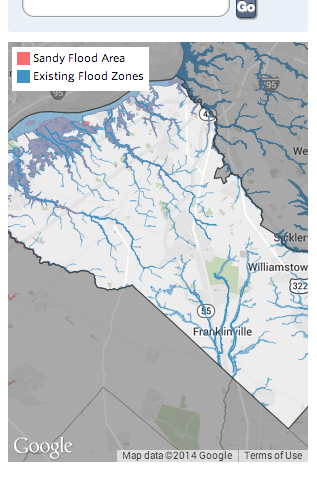 Go
Sandy Flood Area
Existing Flood Zones
95
295
42
We
Sickler
Williamstow
322
55
Franklinville
Google
Map data ©2014 Google
Terms of Use